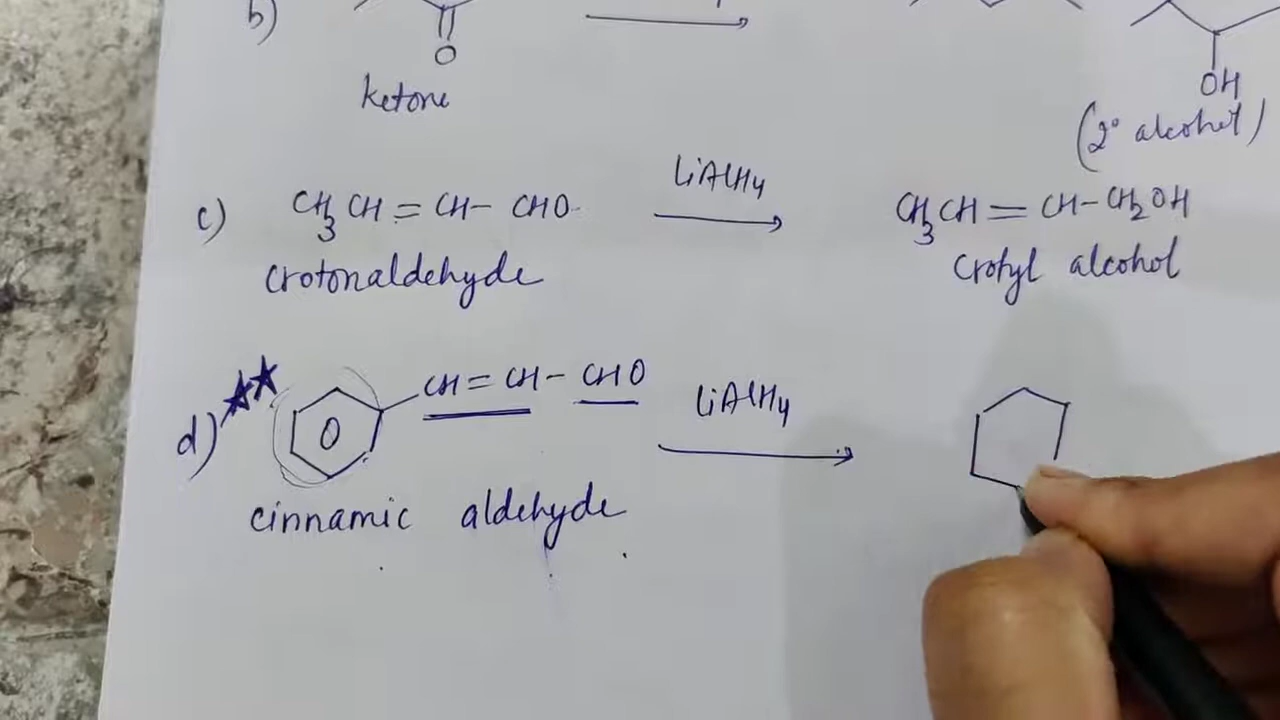 b)
O
ketone
OH
(2° alcohol)
c) CH3CH=CH-CHO LiAlH4 CH3CH=CH-CH2OH
crotonaldehyde crotyl alcohol
d) CH=CH-CHO LiAlH4
cinnamic aldehyde